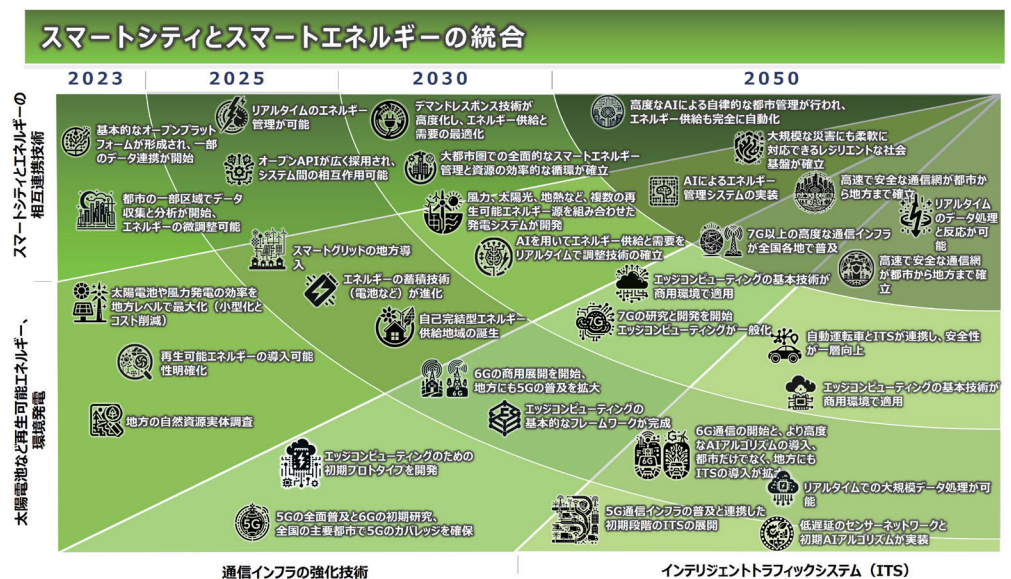 スマートシティとスマートエネルギーの統合
2023
2025
2030
2050
スマートシティとエネルギーの
相互連携技術
基本的なオープンプラット
フォームが形成され、一部
のデータ連携が開始
リアルタイムのエネルギー
管理が可能
デマンドレスポンス技術が
高度化し、エネルギー供給と
需要の最適化
高度なAIによる自律的な都市管理が行われ、
エネルギー供給も完全に自動化
大規模な災害にも柔軟に
対応できるレジリエントな社会
基盤が確立
オープンAPIが広く採用され、
システム間の相互作用可能
大都市圏での全面的なスマートエネルギー
管理と資源の効率的な循環が確立
AIによるエネルギー
管理システムの実装
高速で安全な通信網が都市か
ら地方まで確立
都市の一部区域でデータ
収集と分析が開始、
エネルギーの微調整可能
風力、太陽光、地熱など、複数の再
生可能エネルギー源を組み合わせた
発電システムが開発
リアルタイム
のデータ処理
と反応が可
能
スマートグリッドの地方導
入
AIを用いてエネルギー供給と需要を
リアルタイムで調整技術の確立
7G以上の高度な通信インフラ
が全国各地で普及
高速で安全な通信網
が都市から地方まで確
立
太陽電池など再生可能エネルギー、
環境発電
太陽電池や風力発電の効率を
地方レベルで最大化（小型化と
コスト削減）
エネルギーの蓄積技術
（電池など）が進化
エッジコンピューティングの基本技術が
商用環境で適用
自己完結型エネルギー
供給地域の誕生
7G
7Gの研究と開発を開始
エッジコンピューティングが一般化
自動運転車とITSが連携し、安全性
が一層向上
再生可能エネルギーの導入可能
性明確化
6G
6Gの商用展開を開始、
地方にも5Gの普及を拡大
エッジコンピューティングの基本技術が
商用環境で適用
地方の自然資源実体調査
エッジコンピューティングの
基本的なフレームワークが完成
6G通信の開始と、より高度
なAIアルゴリズムの導入、
都市だけでなく、地方にも
ITSの導入が拡大
エッジコンピューティングのための
初期プロトタイプを開発
リアルタイムでの大規模データ処理が可
能
5G
5Gの全面普及と6Gの初期研究、
全国の主要都市で5Gのカバレッジを確保
5G通信インフラの普及と連携した
初期段階のITSの展開
低遅延のセンサーネットワークと
初期AIアルゴリズムが実装
通信インフラの強化技術
インテリジェントトラフィックシステム（ITS）